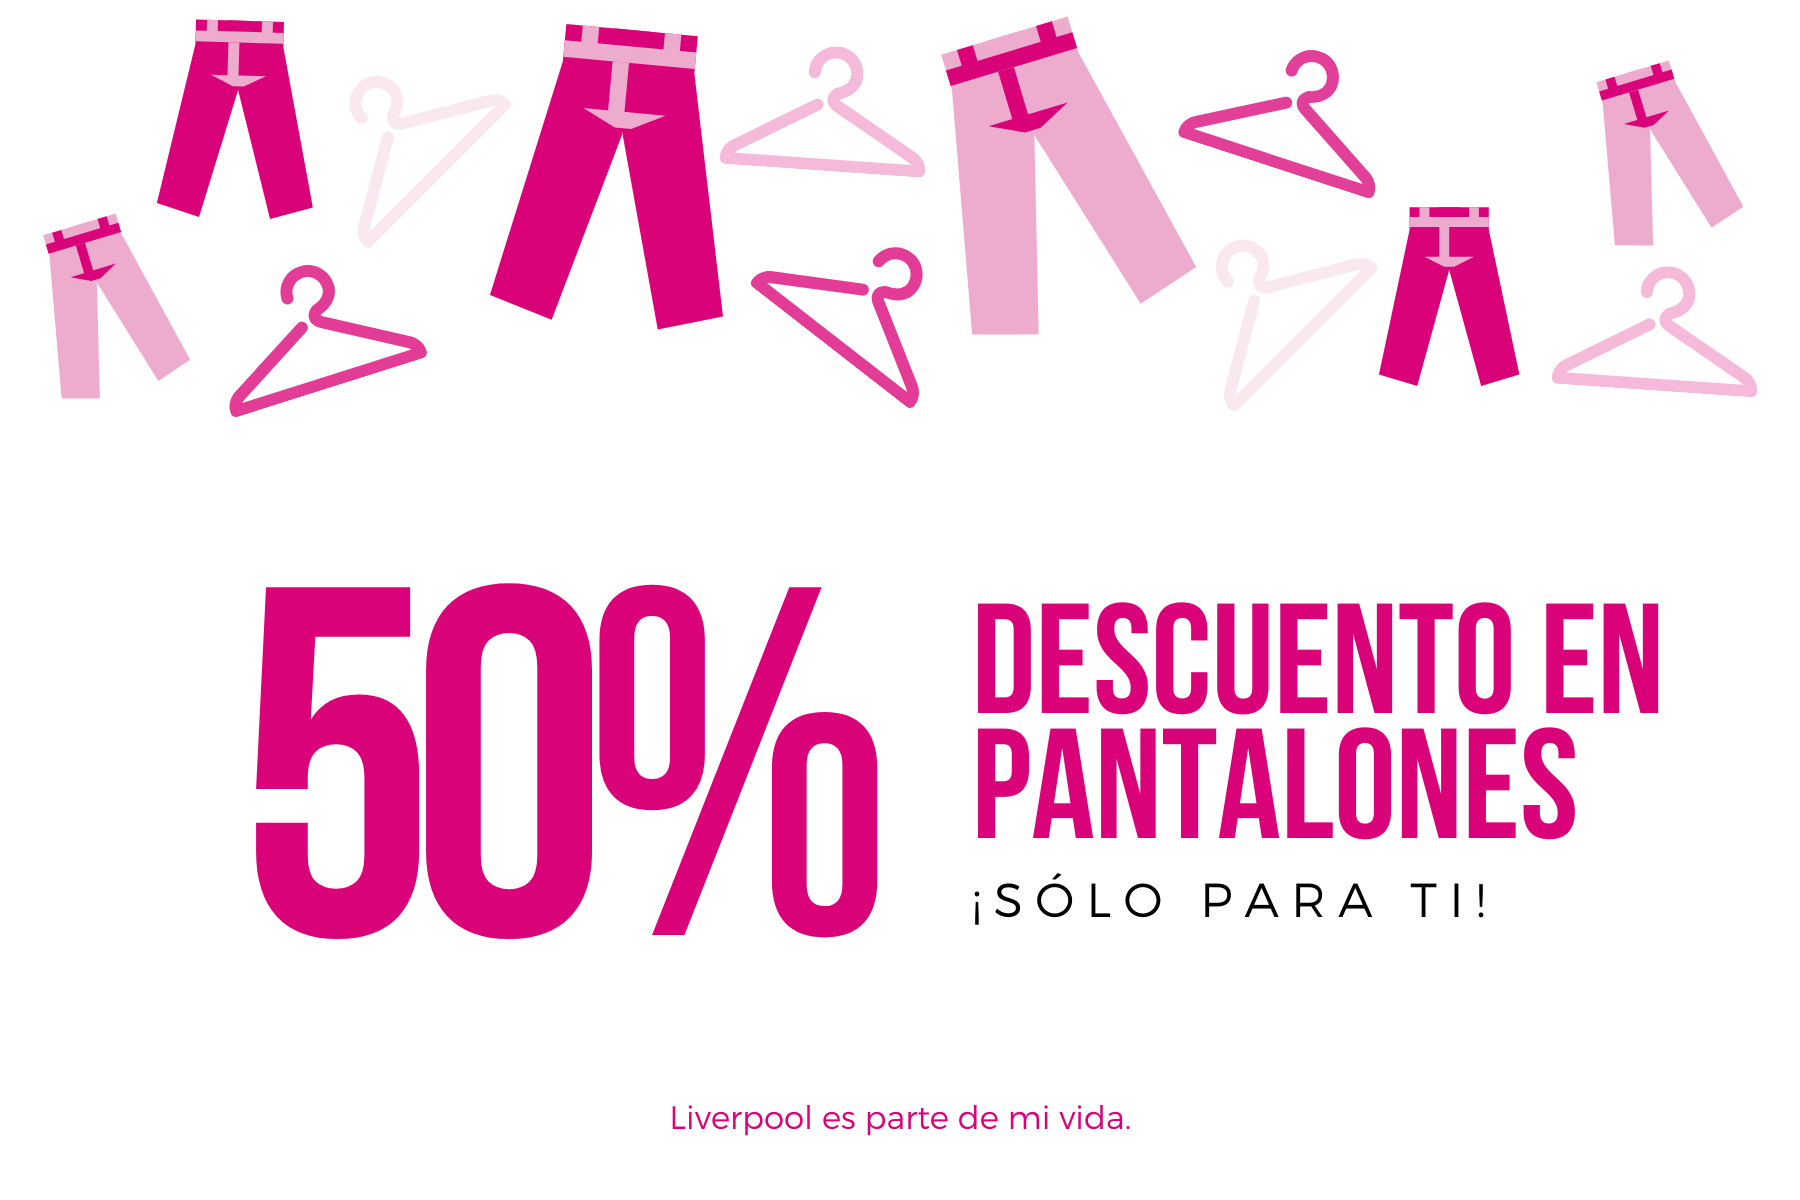 50%
DESCUENTO EN
PANTALONES
¡SÓLO PARA TI!
Liverpool es parte de mi vida.